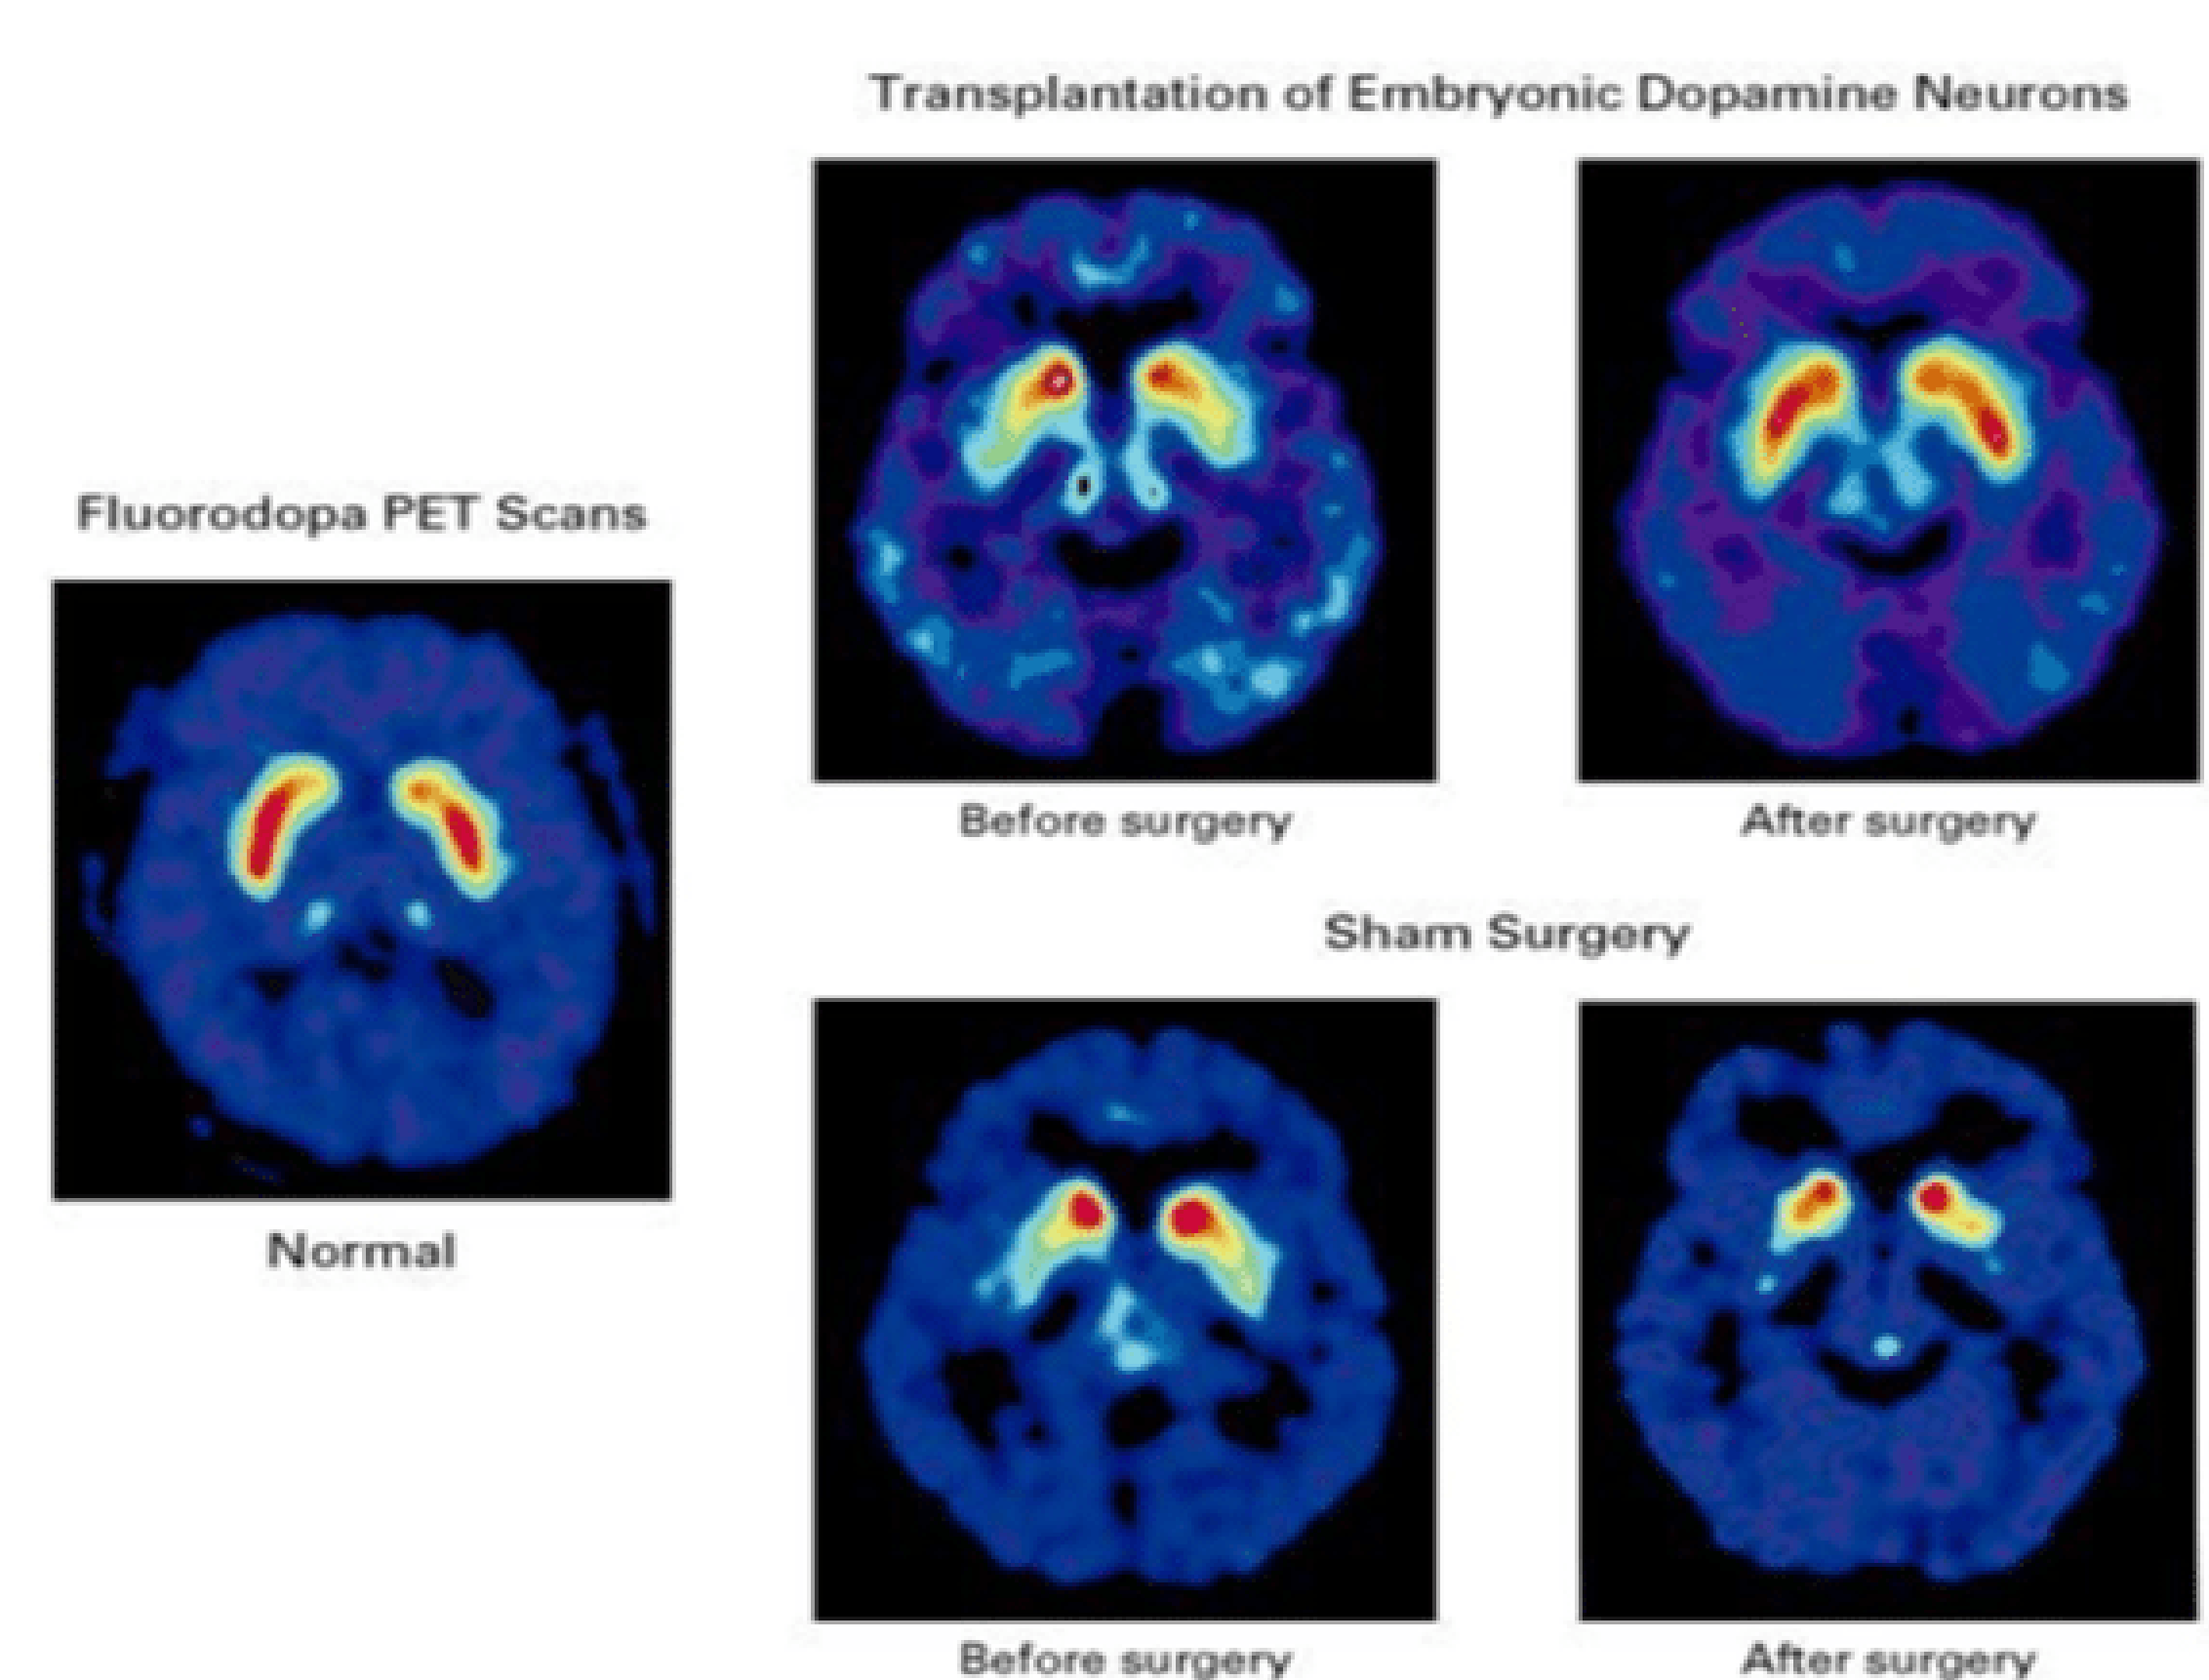 Transplantation of Embryonic Dopamine Neurons
Fluorodopa PET Scans
Before surgery
After surgery
Sham Surgery
Normal
Before surgery
After surgery